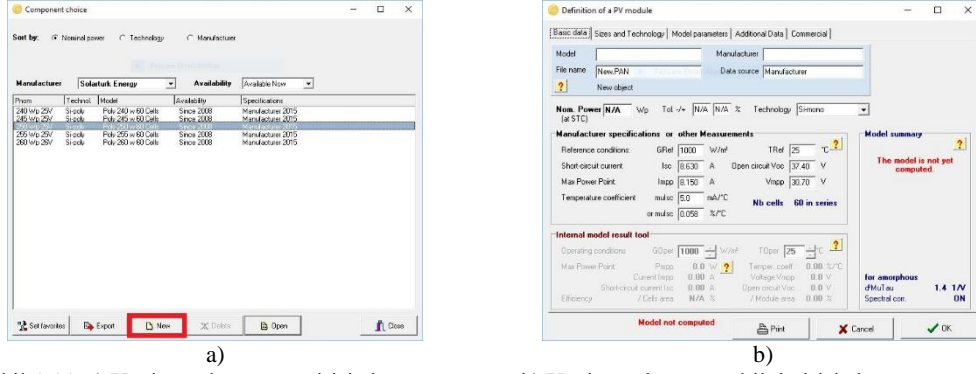 Component choice
Sort by: Nominal power Technology Manufacturer
Manufacturer Solarturk Energy Availability Available Now
Pnom Technol. Model Availability Specifications
240 Wp 25V Si-poly Poly 240 w 60 Cells Since 2008 Manufacturer 2015
245 Wp 25V Si-poly Poly 245 w 60 Cells Since 2008 Manufacturer 2015
255 Wp 25V Si-poly Poly 255 w 60 Cells Since 2008 Manufacturer 2015
260 Wp 26V Si-poly Poly 260 w 60 Cells Since 2008 Manufacturer 2015
Set favorites Export New Delete Open Close
a)
Definition of a PV module
Basic data Sizes and Technology Model parameters Additional Data Commercial
Model Manufacturer
File name New.PAN Data source Manufacturer
? New object
Nom. Power N/A Wp Tol. -/+ N/A N/A % Technology Si-mono
(at STC)
Manufacturer specifications or other Measurements
Reference conditions: GRef 1000 W/m² TRef 25 °C ?
Short-circuit current Isc 8.630 A Open circuit Voc 37.40 V
Max Power Point: Impp 8.150 A Vmpp 30.70 V
Temperature coefficient mulsc 5.0 mA/°C Nb cells 60 in series
or mulsc 0.058 %/°C
Model summary
?
The model is not yet
computed.
Internal model result tool
Operating conditions GOper 1000 W/m² TOper 25 °C ?
Max Power Point: Pmpp 0.0 W ? Temper. coeff. 0.00 %/°C
Current Impp 0.00 A Voltage Vmpp 0.0 V
Short-circuit current Isc 0.00 A Open circuit Voc 0.0 V
Efficiency / Cells area N/A % / Module area 0.00 %
for amorphous
d²MuTau 1.4 1/V
Spectral corr. ON
Model not computed Print Cancel OK
b)